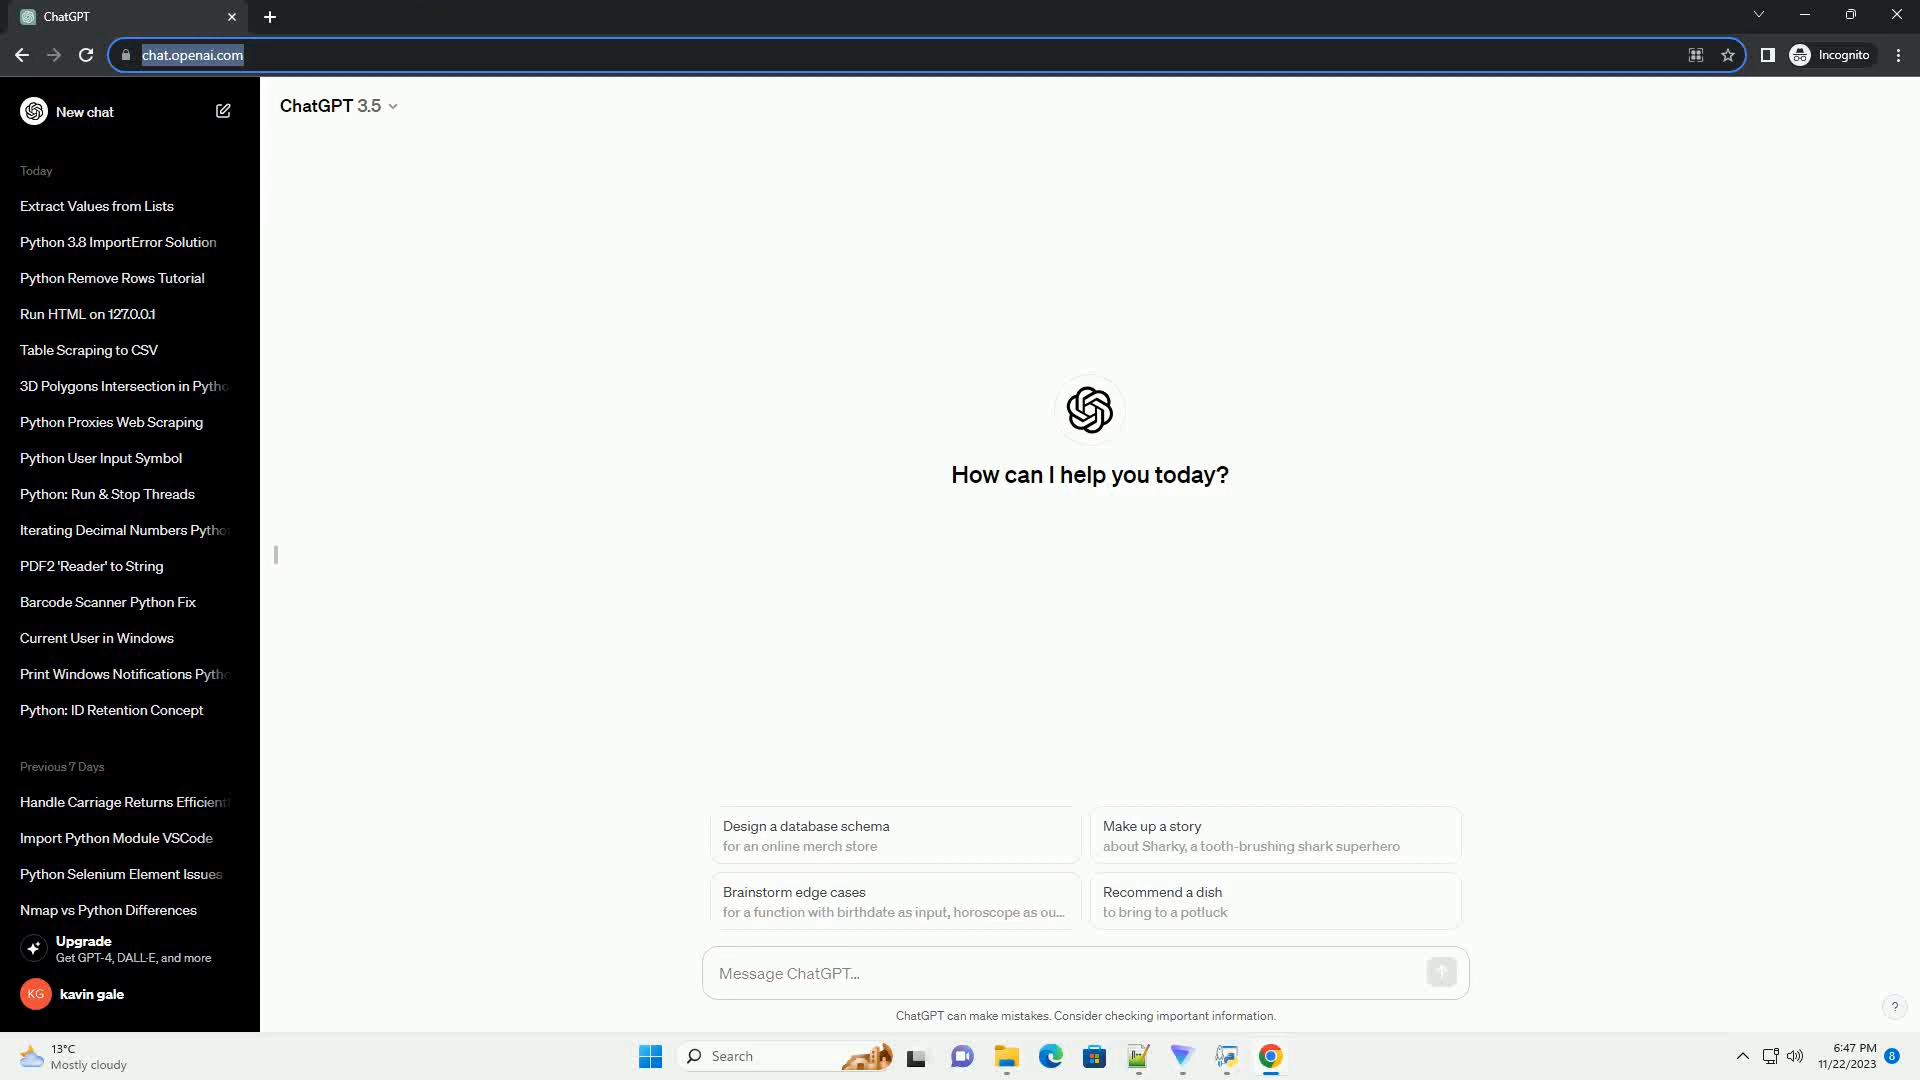 ChatGPT
chat.openai.com
Incognito
New chat
Today
Extract Values from Lists
Python 3.8 ImportError Solution
Python Remove Rows Tutorial
Run HTML on 127.0.0.1
Table Scraping to CSV
3D Polygons Intersection in Pytho
Python Proxies Web Scraping
Python User Input Symbol
Python: Run & Stop Threads
Iterating Decimal Numbers Pytho
PDF2 'Reader' to String
Barcode Scanner Python Fix
Current User in Windows
Print Windows Notifications Pytho
Python: ID Retention Concept
Previous 7 Days
Handle Carriage Returns Efficient
Import Python Module VSCode
Python Selenium Element Issues
Nmap vs Python Differences
Upgrade
Get GPT-4, DALL·E, and more
KG
kavin gale
ChatGPT 3.5
How can I help you today?
Design a database schema
for an online merch store
Make up a story
about Sharky, a tooth-brushing shark superhero
Brainstorm edge cases
for a function with birthdate as input, horoscope as ou...
Recommend a dish
to bring to a potluck
Message ChatGPT...
ChatGPT can make mistakes. Consider checking important information.
?
13°C
Mostly cloudy
Search
6:47 PM
11/22/2023
8